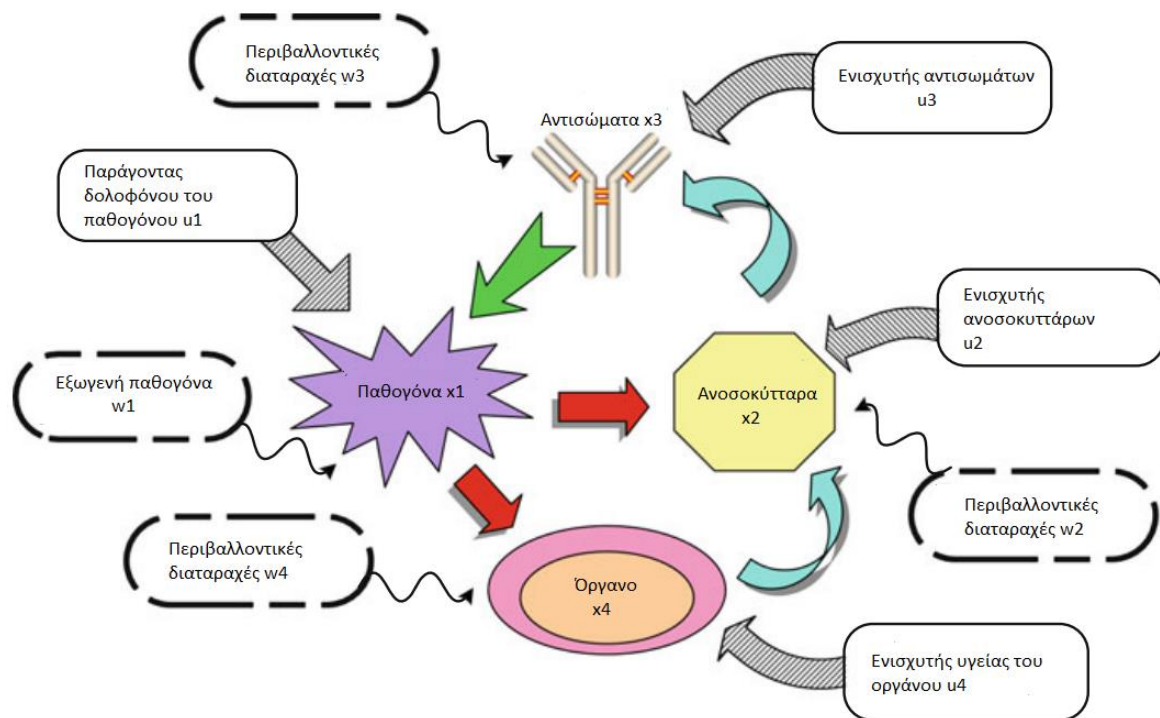 Περιβαλλοντικές
διαταραχές w3
Ενισχυτής αντισωμάτων
u3
Αντισώματα x3
Παράγοντας
δολοφόνου του
παθογόνου u1
Ενισχυτής
ανοσοκυττάρων
u2
Εξωγενή παθογόνα
w1
Παθογόνα x1
Ανοσοκύτταρα
x2
Περιβαλλοντικές
διαταραχές w2
Περιβαλλοντικές
διαταραχές w4
Όργανο
x4
Ενισχυτής υγείας του
οργάνου u4